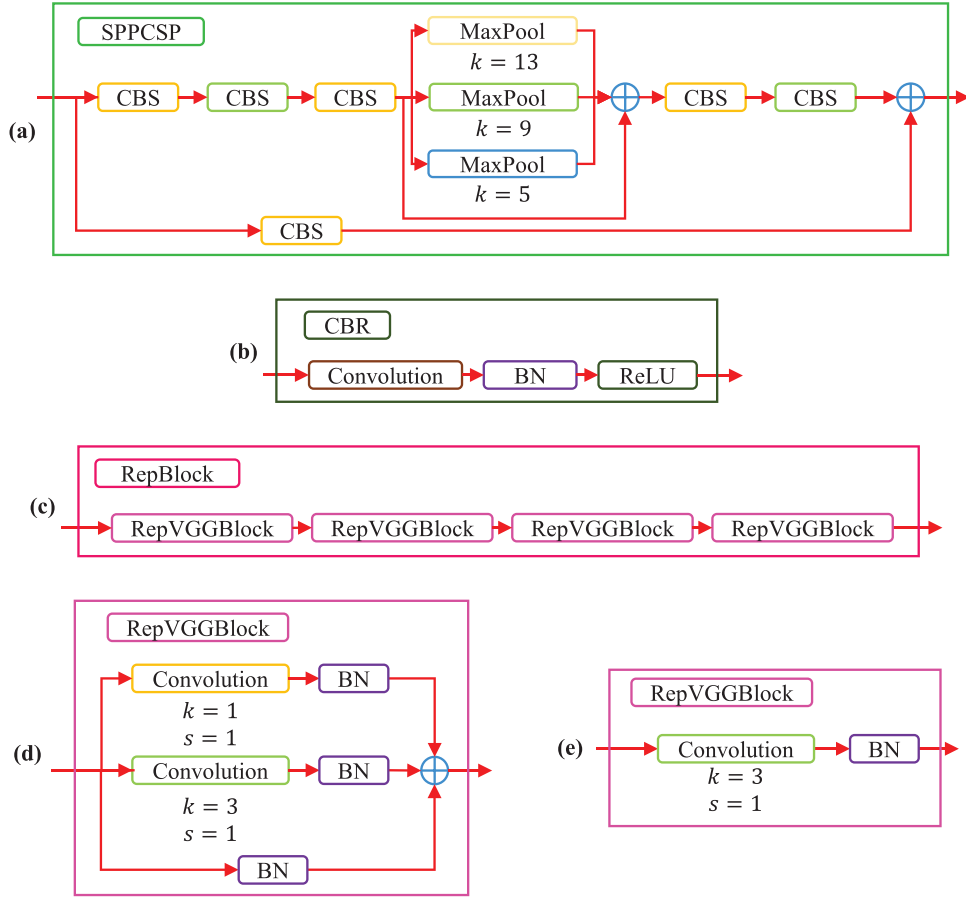 SPPCSP
MaxPool
k = 13
CBS
CBS
CBS
MaxPool
CBS
CBS
k = 9
(a)
MaxPool
k = 5
CBS
CBR
(b)
Convolution
BN
ReLU
RepBlock
(c)
RepVGGBlock
RepVGGBlock
RepVGGBlock
RepVGGBlock
RepVGGBlock
Convolution
BN
k = 1
s = 1
(d)
Convolution
BN
k = 3
s = 1
BN
RepVGGBlock
(e)
Convolution
BN
k = 3
s = 1